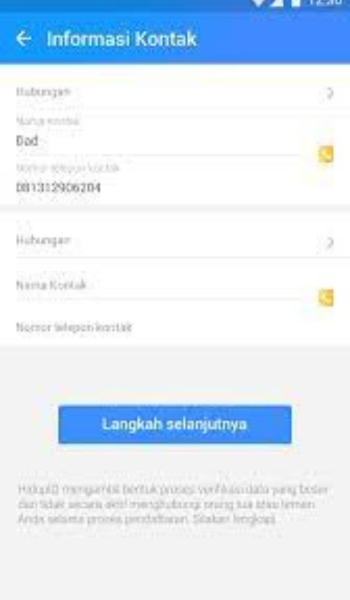 12:30
Informasi Kontak
Hubungan
Nama kontak
Dad
Nomor telepon kontak
081312906204
Hubungan
Nama Kontak
Nomor telepon kontak
Langkah selanjutnya
mengambil bentuk proses verifikasi data yang besar
dan tidak secara aktif menghubungi orang tua atau teman
Anda selama proses pendaftaran. Silakan lengkapi